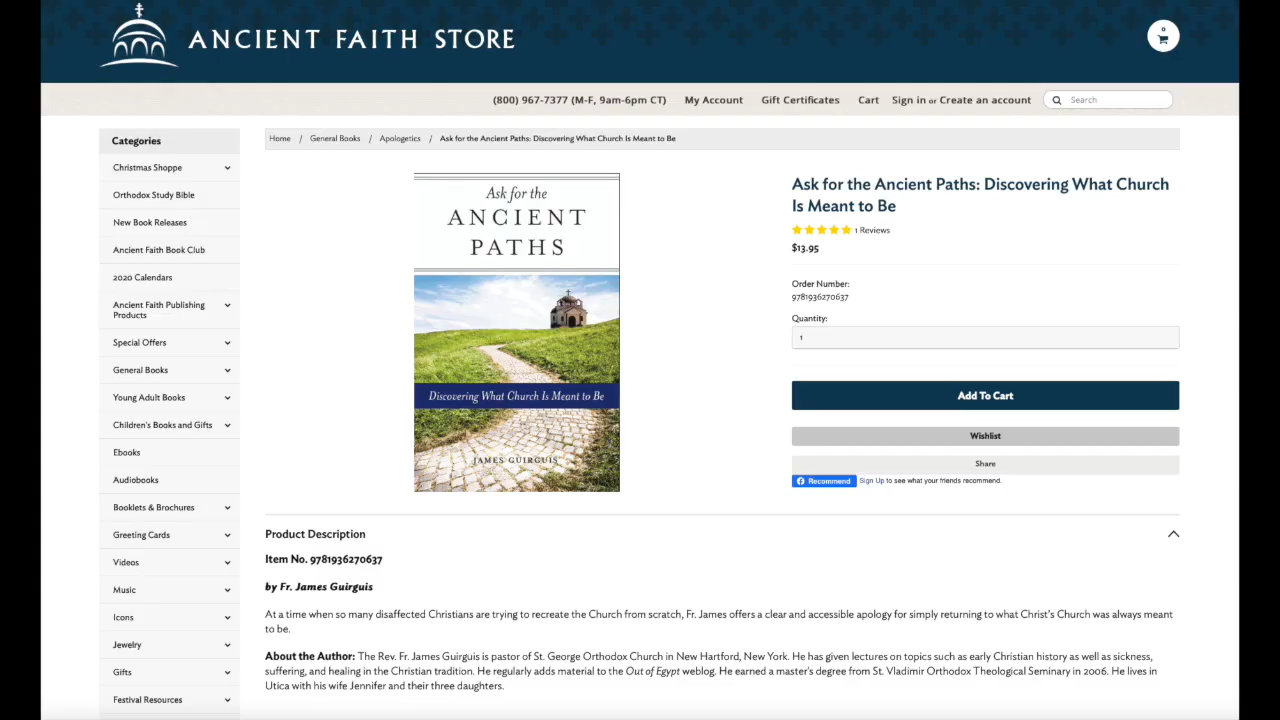 ANCIENT FAITH STORE
0
(800) 967-7377 (M-F, 9am-6pm CT)
My Account
Gift Certificates
Cart
Sign in or Create an account
Search
Categories
Christmas Shoppe
Orthodox Study Bible
New Book Releases
Ancient Faith Book Club
2020 Calendars
Ancient Faith Publishing
Products
Special Offers
General Books
Young Adult Books
Children's Books and Gifts
Ebooks
Audiobooks
Booklets & Brochures
Greeting Cards
Videos
Music
Icons
Jewelry
Gifts
Festival Resources
Home / General Books / Apologetics / Ask for the Ancient Paths: Discovering What Church Is Meant to Be
Ask for the
ANCIENT
PATHS
Discovering What Church Is Meant to Be
JAMES GUIRGUIS
Ask for the Ancient Paths: Discovering What Church
Is Meant to Be
1 Reviews
$13.95
Order Number:
9781936270637
Quantity:
1
Add To Cart
Wishlist
Share
Recommend
Sign Up to see what your friends recommend.
Product Description
Item No. 9781936270637
by Fr. James Guirguis
At a time when so many disaffected Christians are trying to recreate the Church from scratch, Fr. James offers a clear and accessible apology for simply returning to what Christ's Church was always meant
to be.
About the Author: The Rev. Fr. James Guirguis is pastor of St. George Orthodox Church in New Hartford, New York. He has given lectures on topics such as early Christian history as well as sickness,
suffering, and healing in the Christian tradition. He regularly adds material to the Out of Egypt weblog. He earned a master's degree from St. Vladimir Orthodox Theological Seminary in 2006. He lives in
Utica with his wife Jennifer and their three daughters.